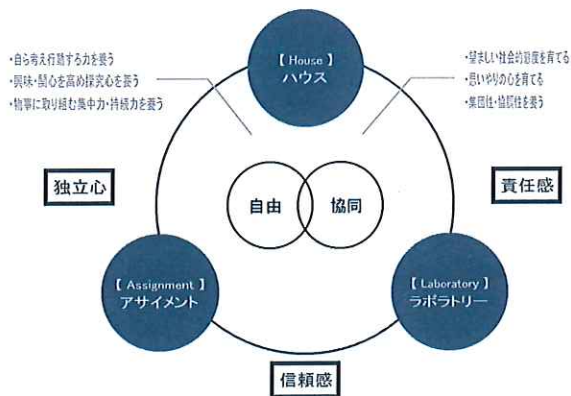 【 House 】
ハウス
・自ら考え行動する力を養う
・興味・関心を高め探究心を養う
・物事に取り組む集中力・持続力を養う
・望ましい社会的態度を育てる
・思いやりの心を育てる
・集団性・協調性を養う
独立心
責任感
自由
協同
【 Assignment 】
アサイメント
【 Laboratory 】
ラボラトリー
信頼感